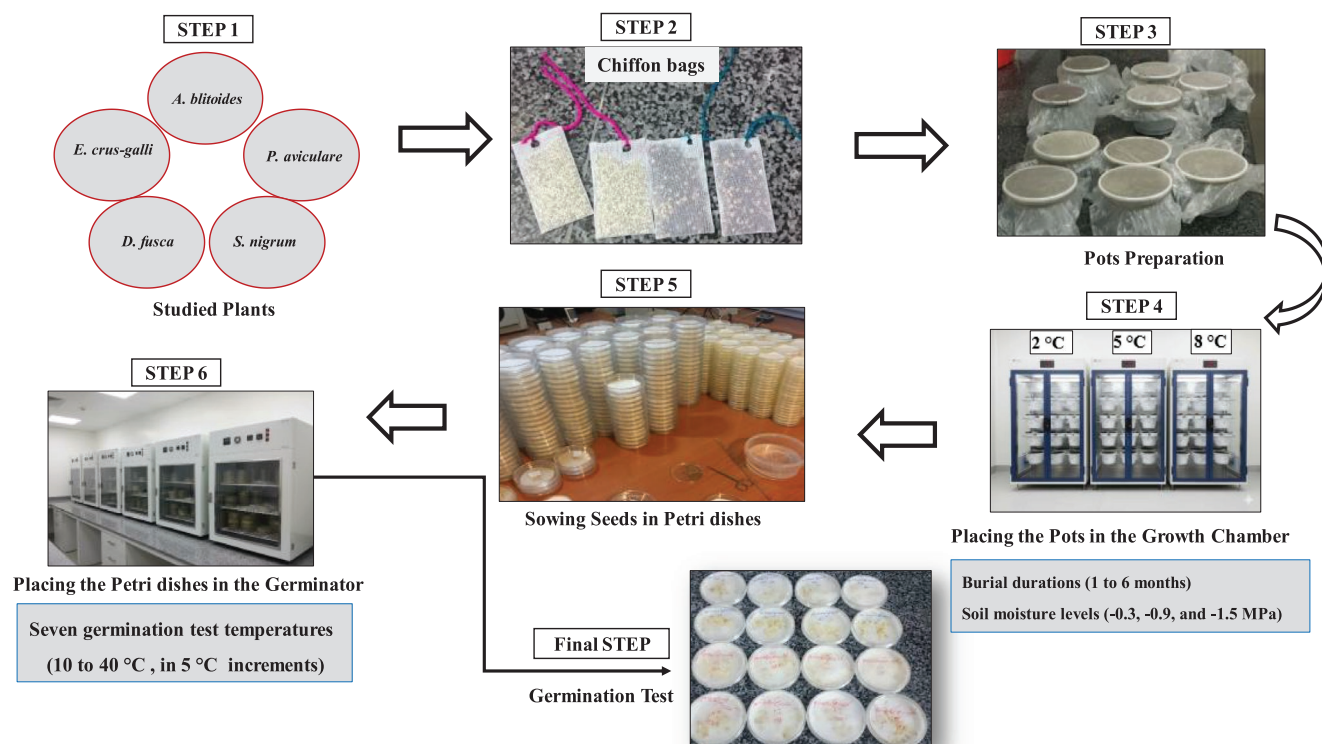 STEP 1
A. blitoides
E. crus-galli
P. aviculare
D. fusca
S. nigrum
Studied Plants
STEP 2
Chiffon bags
STEP 3
Pots Preparation
STEP 4
2 °C
5 °C
8 °C
Placing the Pots in the Growth Chamber
Burial durations (1 to 6 months)
Soil moisture levels (-0.3, -0.9, and -1.5 MPa)
STEP 5
Sowing Seeds in Petri dishes
STEP 6
Placing the Petri dishes in the Germinator
Seven germination test temperatures
(10 to 40 °C , in 5 °C increments)
Final STEP
Germination Test